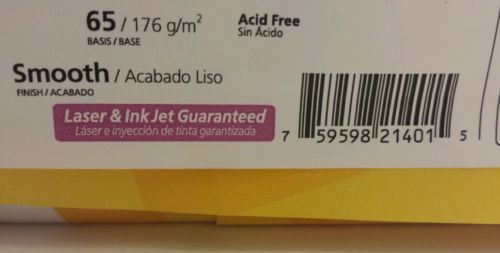 65 / 176 g/m²
BASIS / BASE
Acid Free
Sin Ácido
Smooth / Acabado Liso
FINISH / ACABADO
Laser & Ink Jet Guaranteed
Láser e inyección de tinta garantizada
7 59598 21401 5